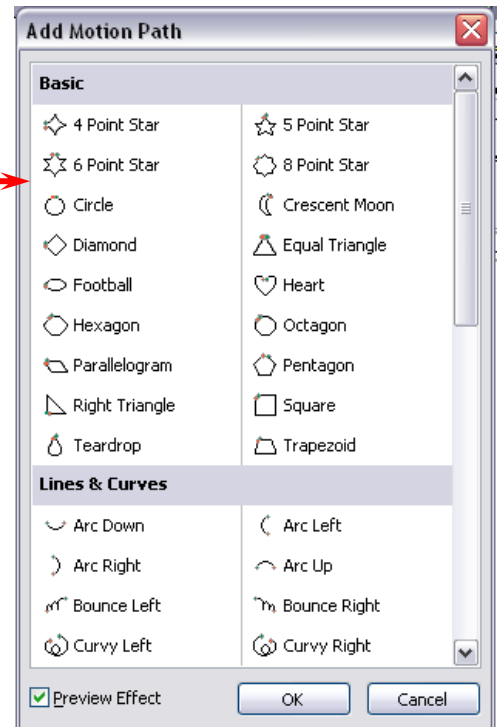 Add Motion Path
Basic
4 Point Star 5 Point Star
6 Point Star 8 Point Star
Circle Crescent Moon
Diamond Equal Triangle
Football Heart
Hexagon Octagon
Parallelogram Pentagon
Right Triangle Square
Teardrop Trapezoid
Lines & Curves
Arc Down Arc Left
Arc Right Arc Up
Bounce Left Bounce Right
Curvy Left Curvy Right
Preview Effect OK Cancel